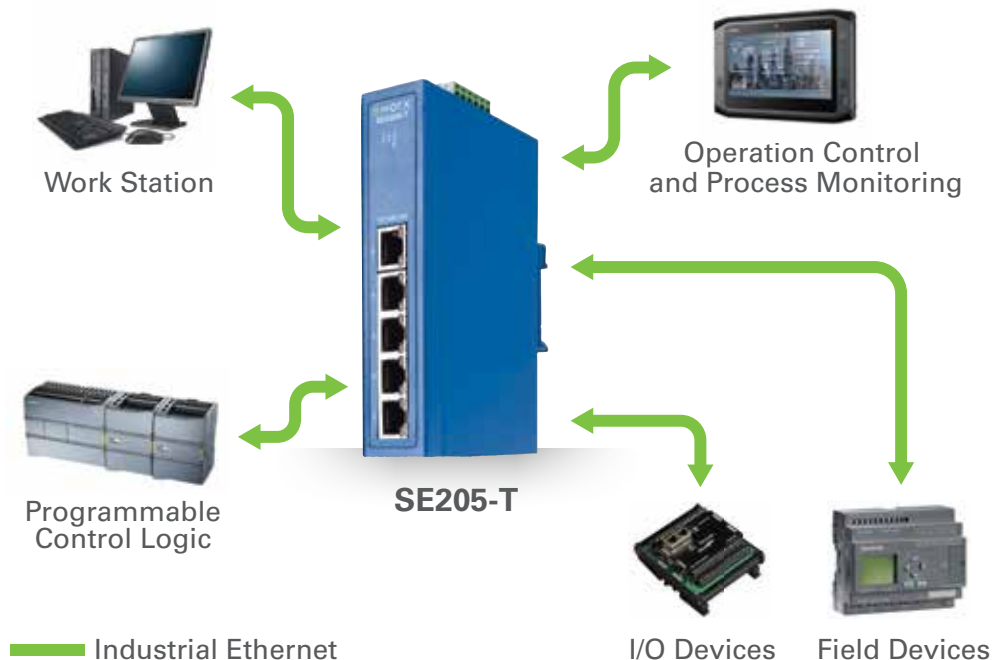 Work Station
Operation Control
and Process Monitoring
SE205-T
Programmable
Control Logic
I/O Devices
Field Devices
Industrial Ethernet